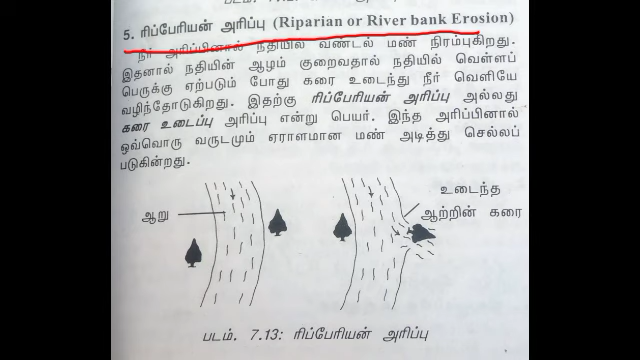 5. ரிப்பேரியன் அரிப்பு (Riparian or River bank Erosion)
நீர் அரிப்பினால் நதியில் வண்டல் மண் நிரம்புகிறது.
இதனால் நதியின் ஆழம் குறைவதால் நதியில் வெள்ளப்
பெருக்கு ஏற்படும் போது கரை உடைந்து நீர் வெளியே
வழிந்தோடுகிறது. இதற்கு ரிப்பேரியன் அரிப்பு அல்லது
கரை உடைப்பு அரிப்பு என்று பெயர். இந்த அரிப்பினால்
ஒவ்வொரு வருடமும் ஏராளமான மண் அடித்து செல்லப்
படுகின்றது.
ஆறு
உடைந்த
ஆற்றின் கரை
படம். 7.13: ரிப்பேரியன் அரிப்பு